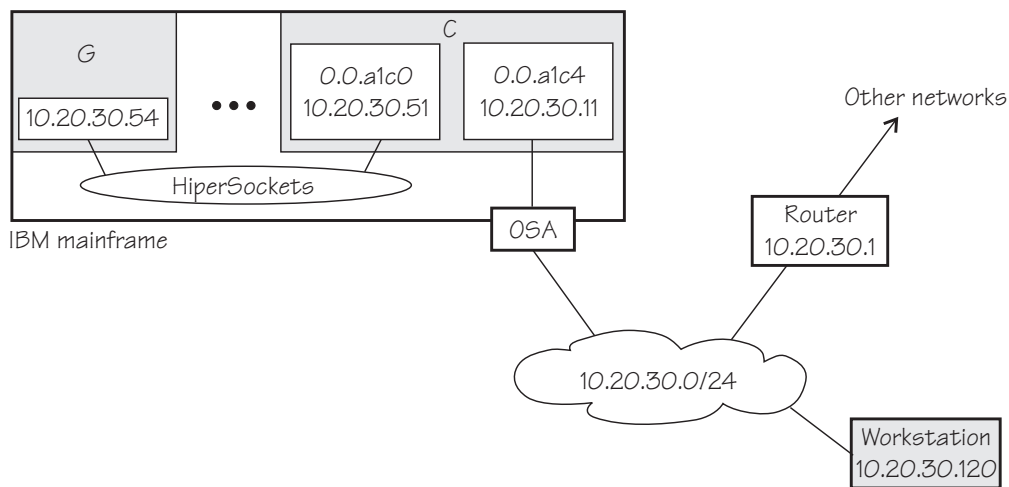 G
C
10.20.30.54
0.0.a1c0
10.20.30.51
0.0.a1c4
10.20.30.11
HiperSockets
IBM mainframe
OSA
Other networks
Router
10.20.30.1
10.20.30.0/24
Workstation
10.20.30.120